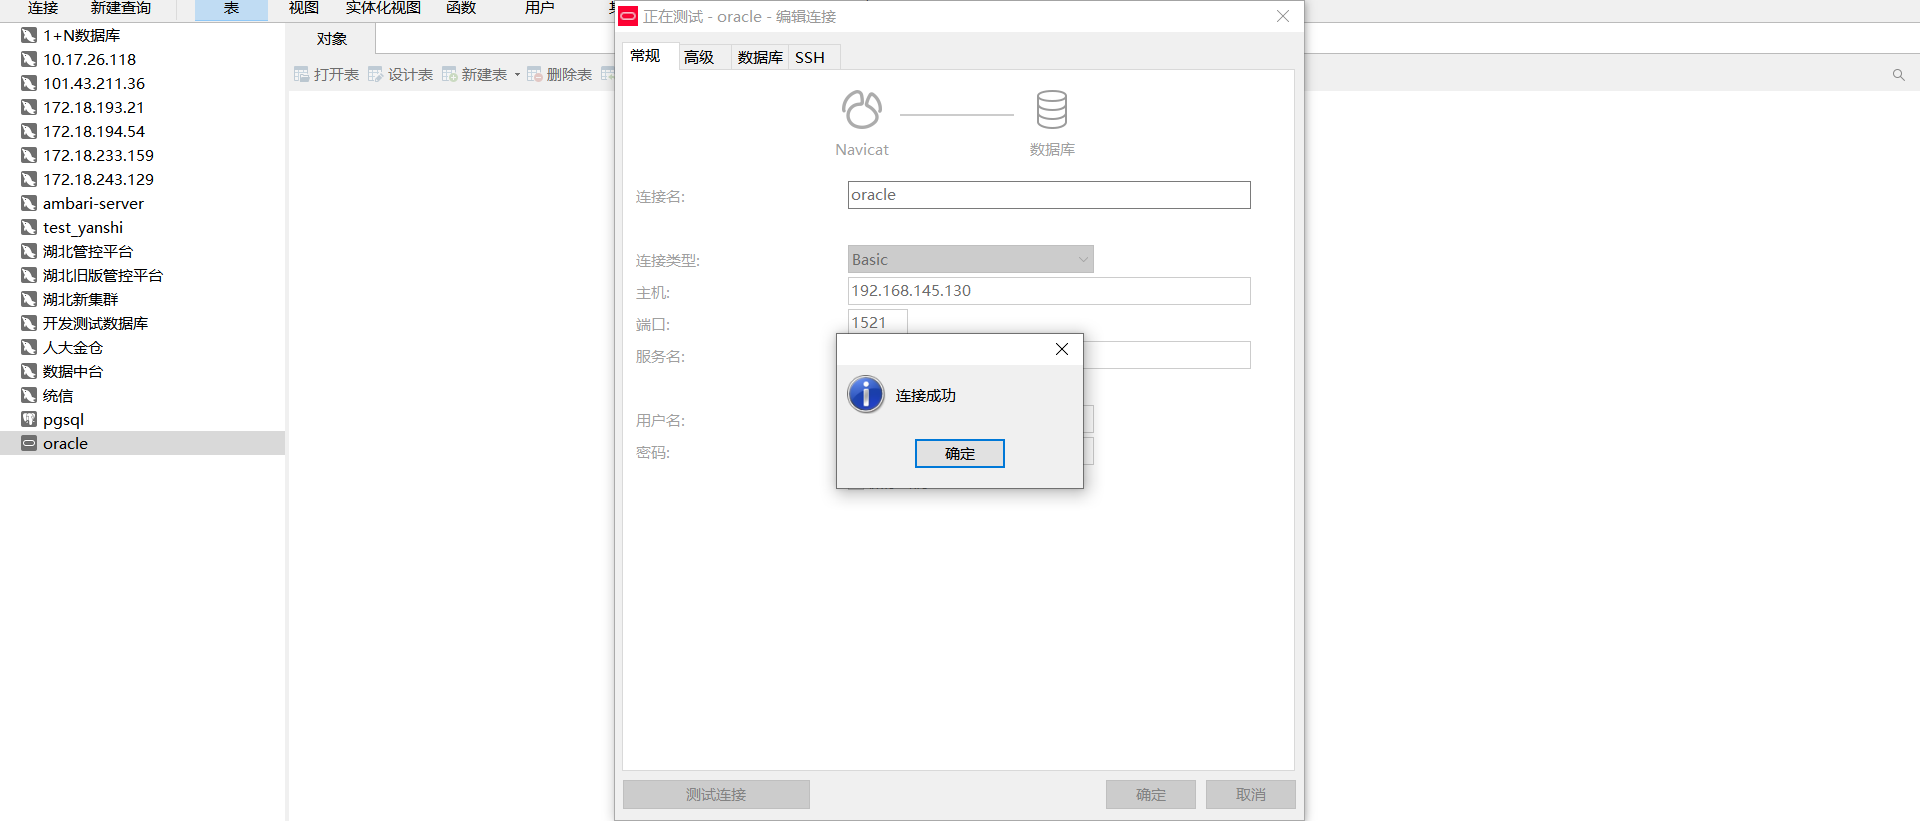 连接 新建查询 表 视图 实体化视图 函数 用户
1+N数据库
10.17.26.118
101.43.211.36
172.18.193.21
172.18.194.54
172.18.233.159
172.18.243.129
ambari-server
test_yanshi
湖北管控平台
湖北旧版管控平台
湖北新集群
开发测试数据库
人大金仓
数据中台
统信
pgsql
oracle
对象
打开表 设计表 新建表 删除表
正在测试 - oracle - 编辑连接
常规 高级 数据库 SSH
Navicat 数据库
连接名: oracle
连接类型: Basic
主机: 192.168.145.130
端口: 1521
服务名:
用户名:
密码:
连接成功
确定
测试连接 确定 取消